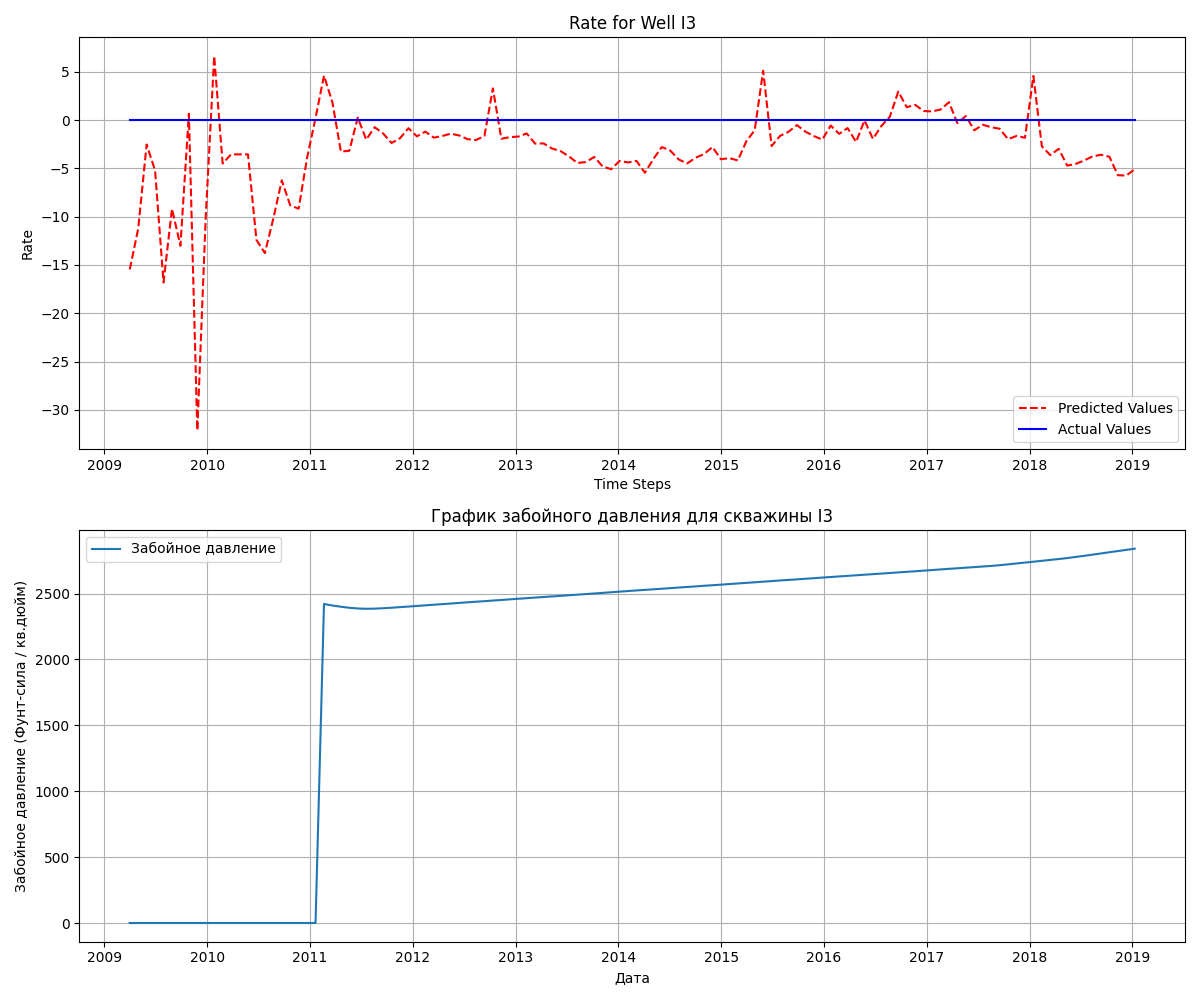 Rate for Well I3
5
0
−5
−10
−15
−20
−25
−30
Rate
Predicted Values
Actual Values
2009 2010 2011 2012 2013 2014 2015 2016 2017 2018 2019
Time Steps
График забойного давления для скважины I3
Забойное давление
2500
2000
1500
1000
500
0
Забойное давление (Фунт-сила / кв.дюйм)
2009 2010 2011 2012 2013 2014 2015 2016 2017 2018 2019
Дата